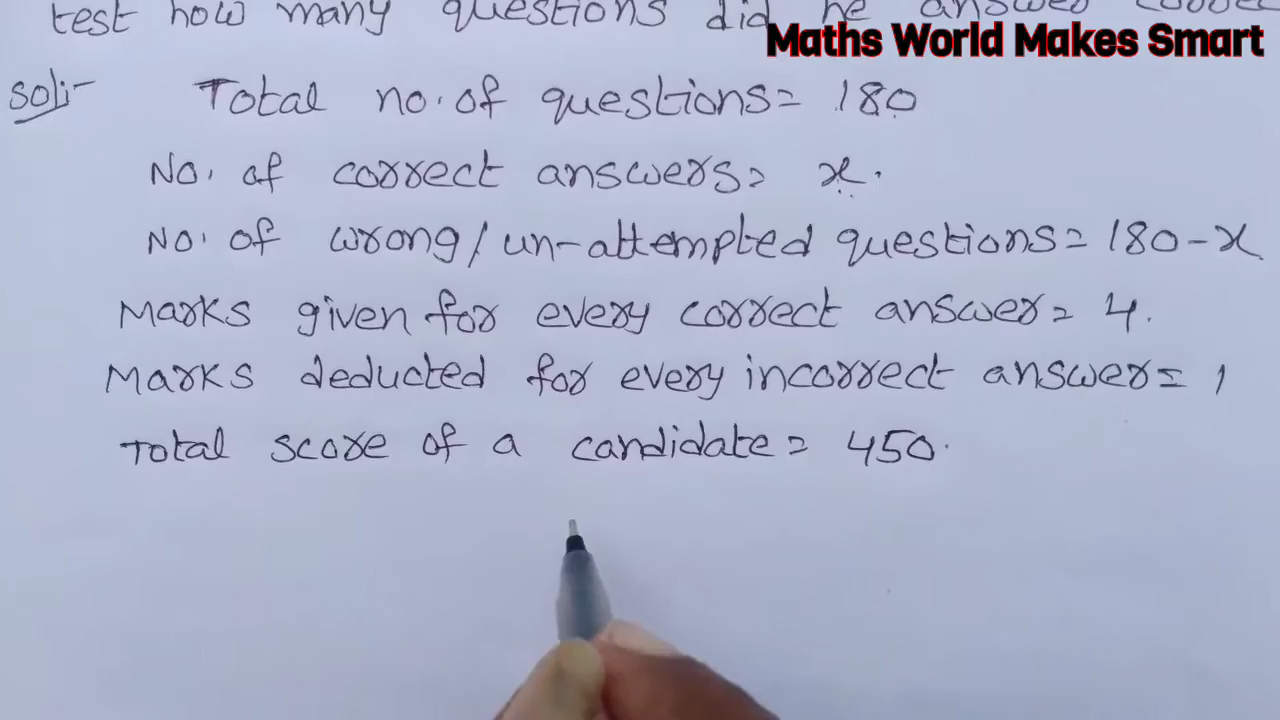 test how many questions did he answer
Maths World Makes Smart
Sol:- Total no. of questions = 180
No. of correct answers = x.
No. of wrong/un-attempted questions = 180-x
Marks given for every correct answer = 4.
Marks deducted for every incorrect answer = 1
Total score of a candidate = 450.